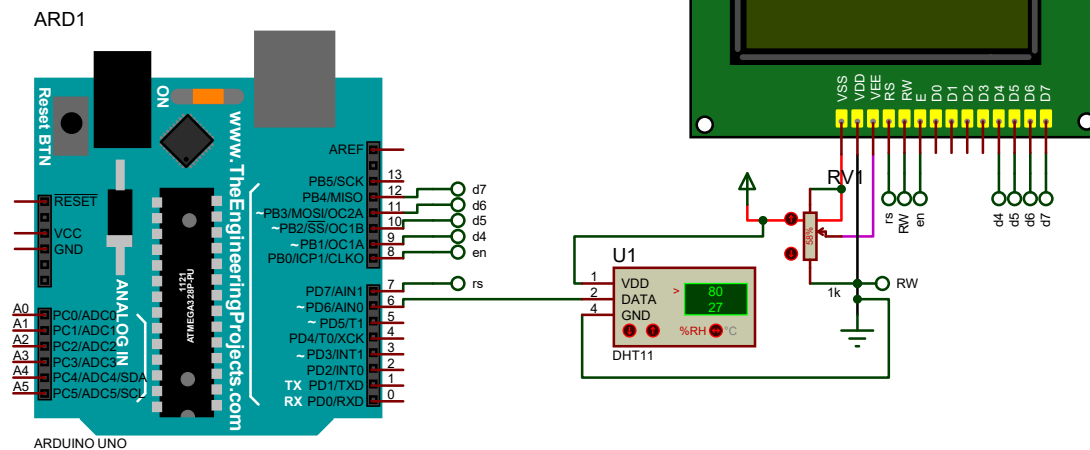 ARD1
Reset BTN
ON
www.TheEngineeringProjects.com
1121
ATMEGA328P-PU
ANALOG IN
RESET
VCC
GND
A0 PC0/ADC0
A1 PC1/ADC1
A2 PC2/ADC2
A3 PC3/ADC3
A4 PC4/ADC4/SDA
A5 PC5/ADC5/SCL
AREF
PB5/SCK 13
PB4/MISO 12 d7
~PB3/MOSI/OC2A 11 d6
~PB2/SS/OC1B 10 d5
~PB1/OC1A 9 d4
PB0/ICP1/CLKO 8 en
PD7/AIN1 7 rs
~PD6/AIN0 6
~PD5/T1 5
PD4/T0/XCK 4
~PD3/INT1 3
PD2/INT0 2
TX PD1/TXD 1
RX PD0/RXD 0
ARDUINO UNO
VSS
VDD
VEE
RS
RW
E
D0
D1
D2
D3
D4
D5
D6
D7
rs
RW
en
d4
d5
d6
d7
RV1
58%
1k
RW
U1
1 VDD
2 DATA
4 GND
> 80
27
%RH °C
DHT11